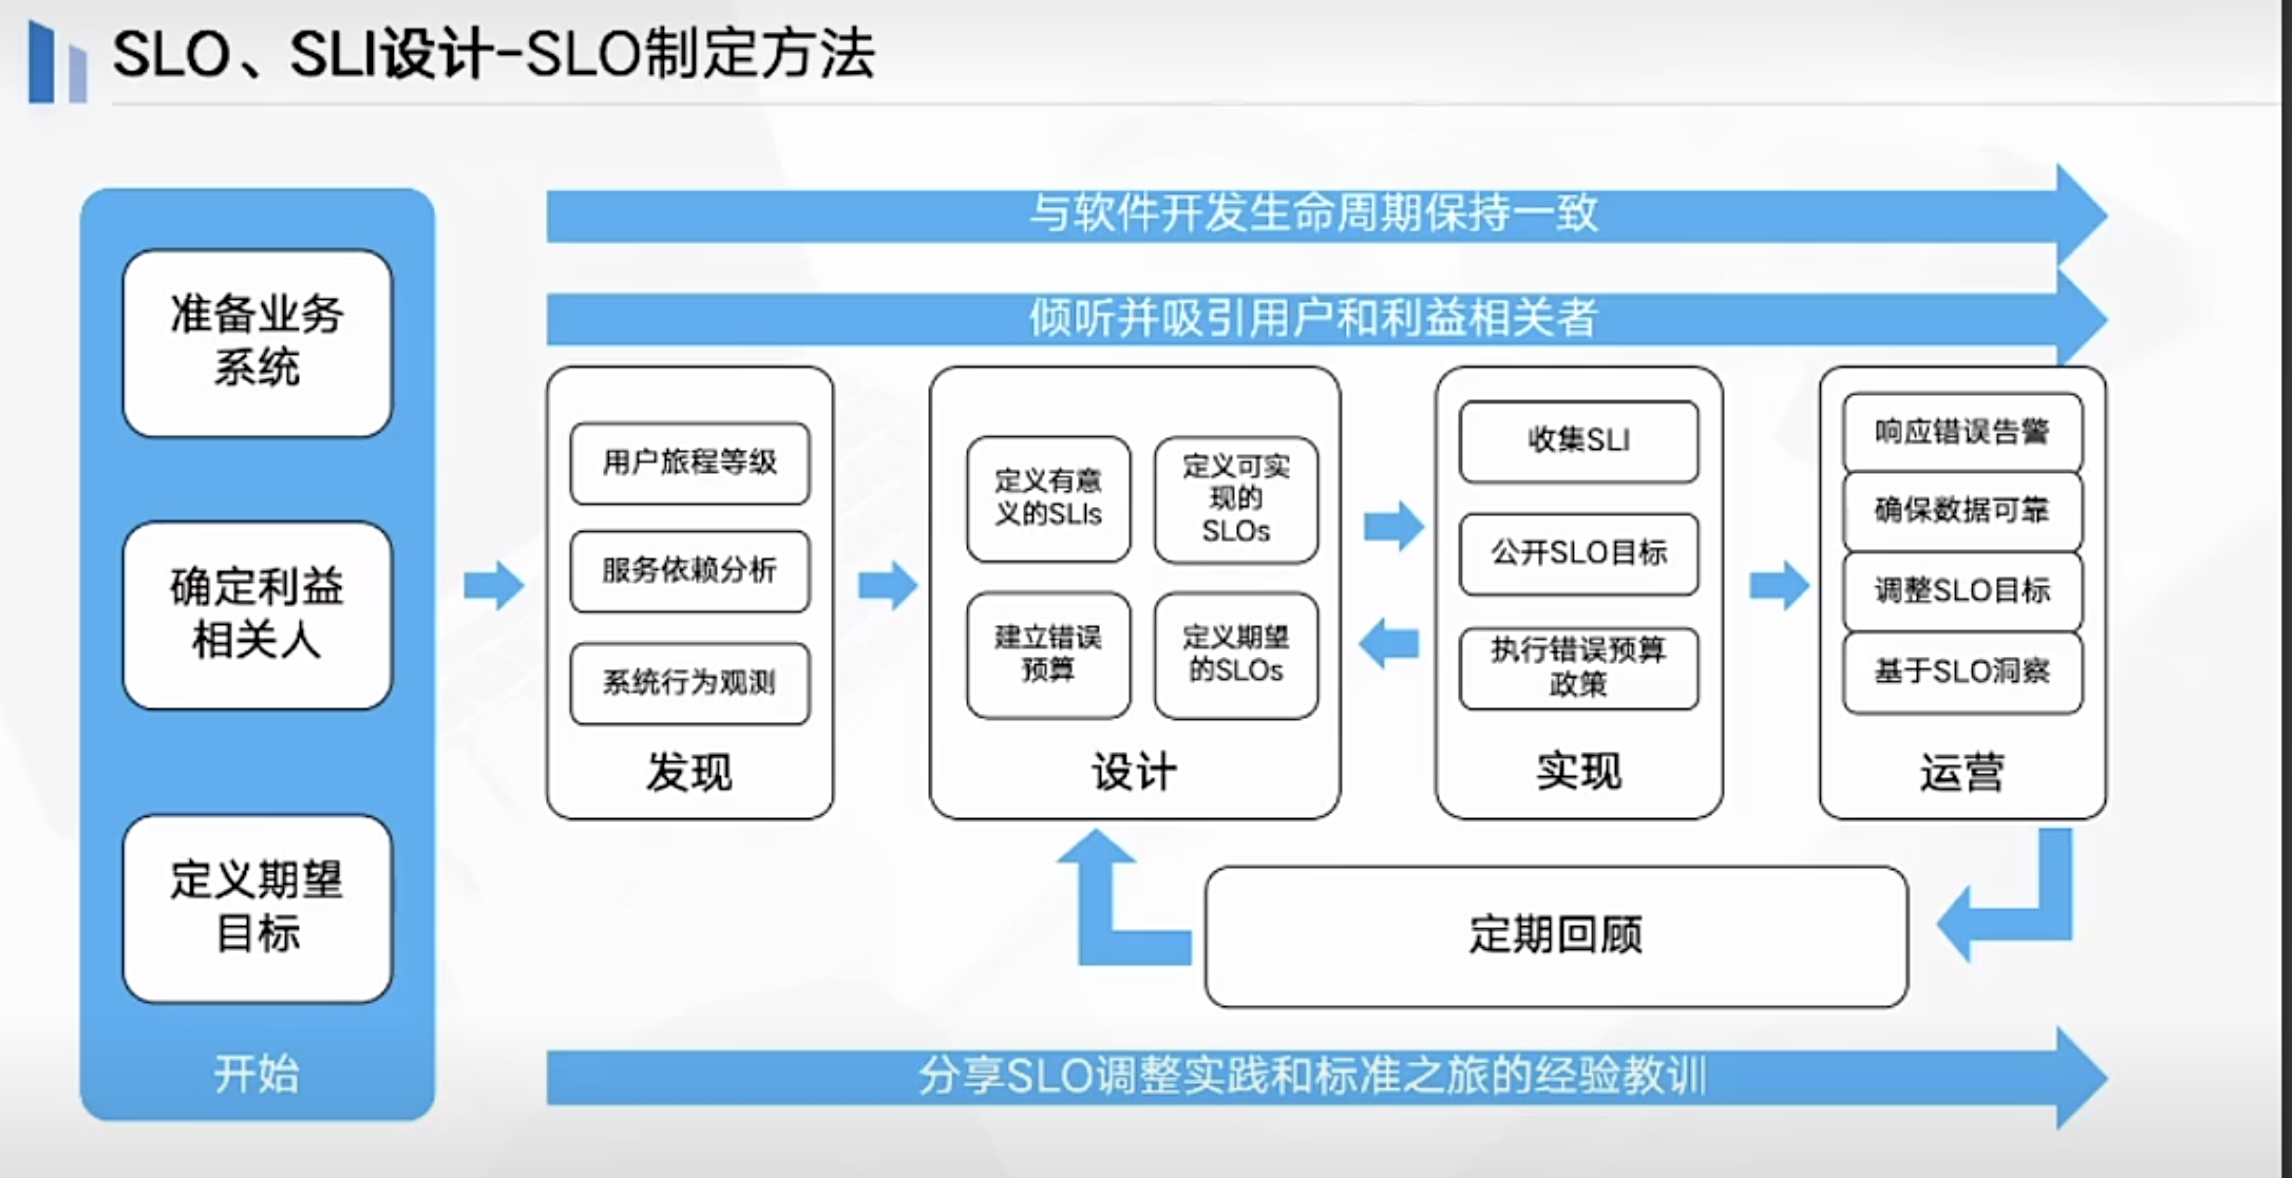 SLO、SLI设计-SLO制定方法
准备业务
系统
确定利益
相关人
定义期望
目标
开始
与软件开发生命周期保持一致
倾听并吸引用户和利益相关者
用户旅程等级
服务依赖分析
系统行为观测
发现
定义有意
义的SLIs
定义可实
现的
SLOs
建立错误
预算
定义期望
的SLOs
设计
收集SLI
公开SLO目标
执行错误预算
政策
实现
响应错误告警
确保数据可靠
调整SLO目标
基于SLO洞察
运营
定期回顾
分享SLO调整实践和标准之旅的经验教训